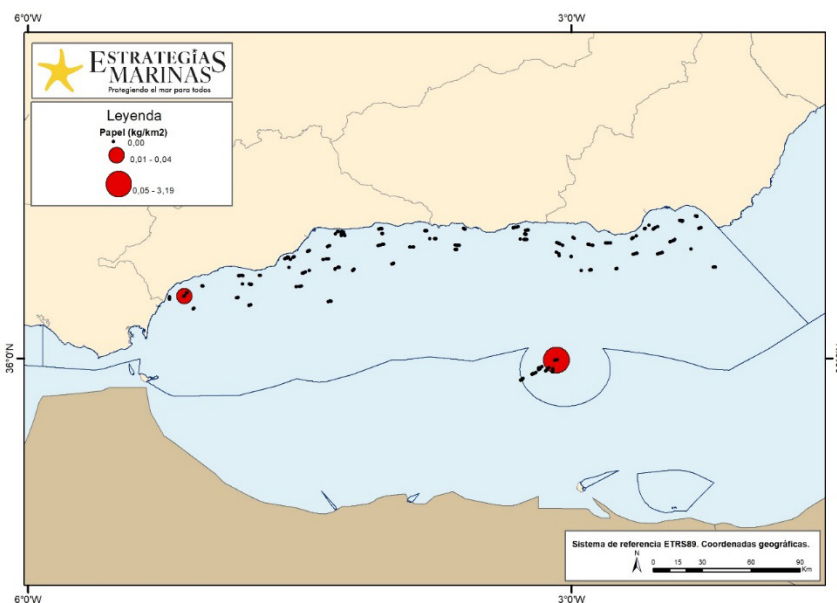 6°0'W
3°0'W
ESTRATEGIAS
MARINAS
Protegiendo el mar para todos
Leyenda
Papel (kg/km2)
0,00
0,01 - 0,04
0,05 - 3,19
36°0'N
Sistema de referencia ETRS89. Coordenadas geográficas.
N
0 15 30 60 90
Km
6°0'W
3°0'W